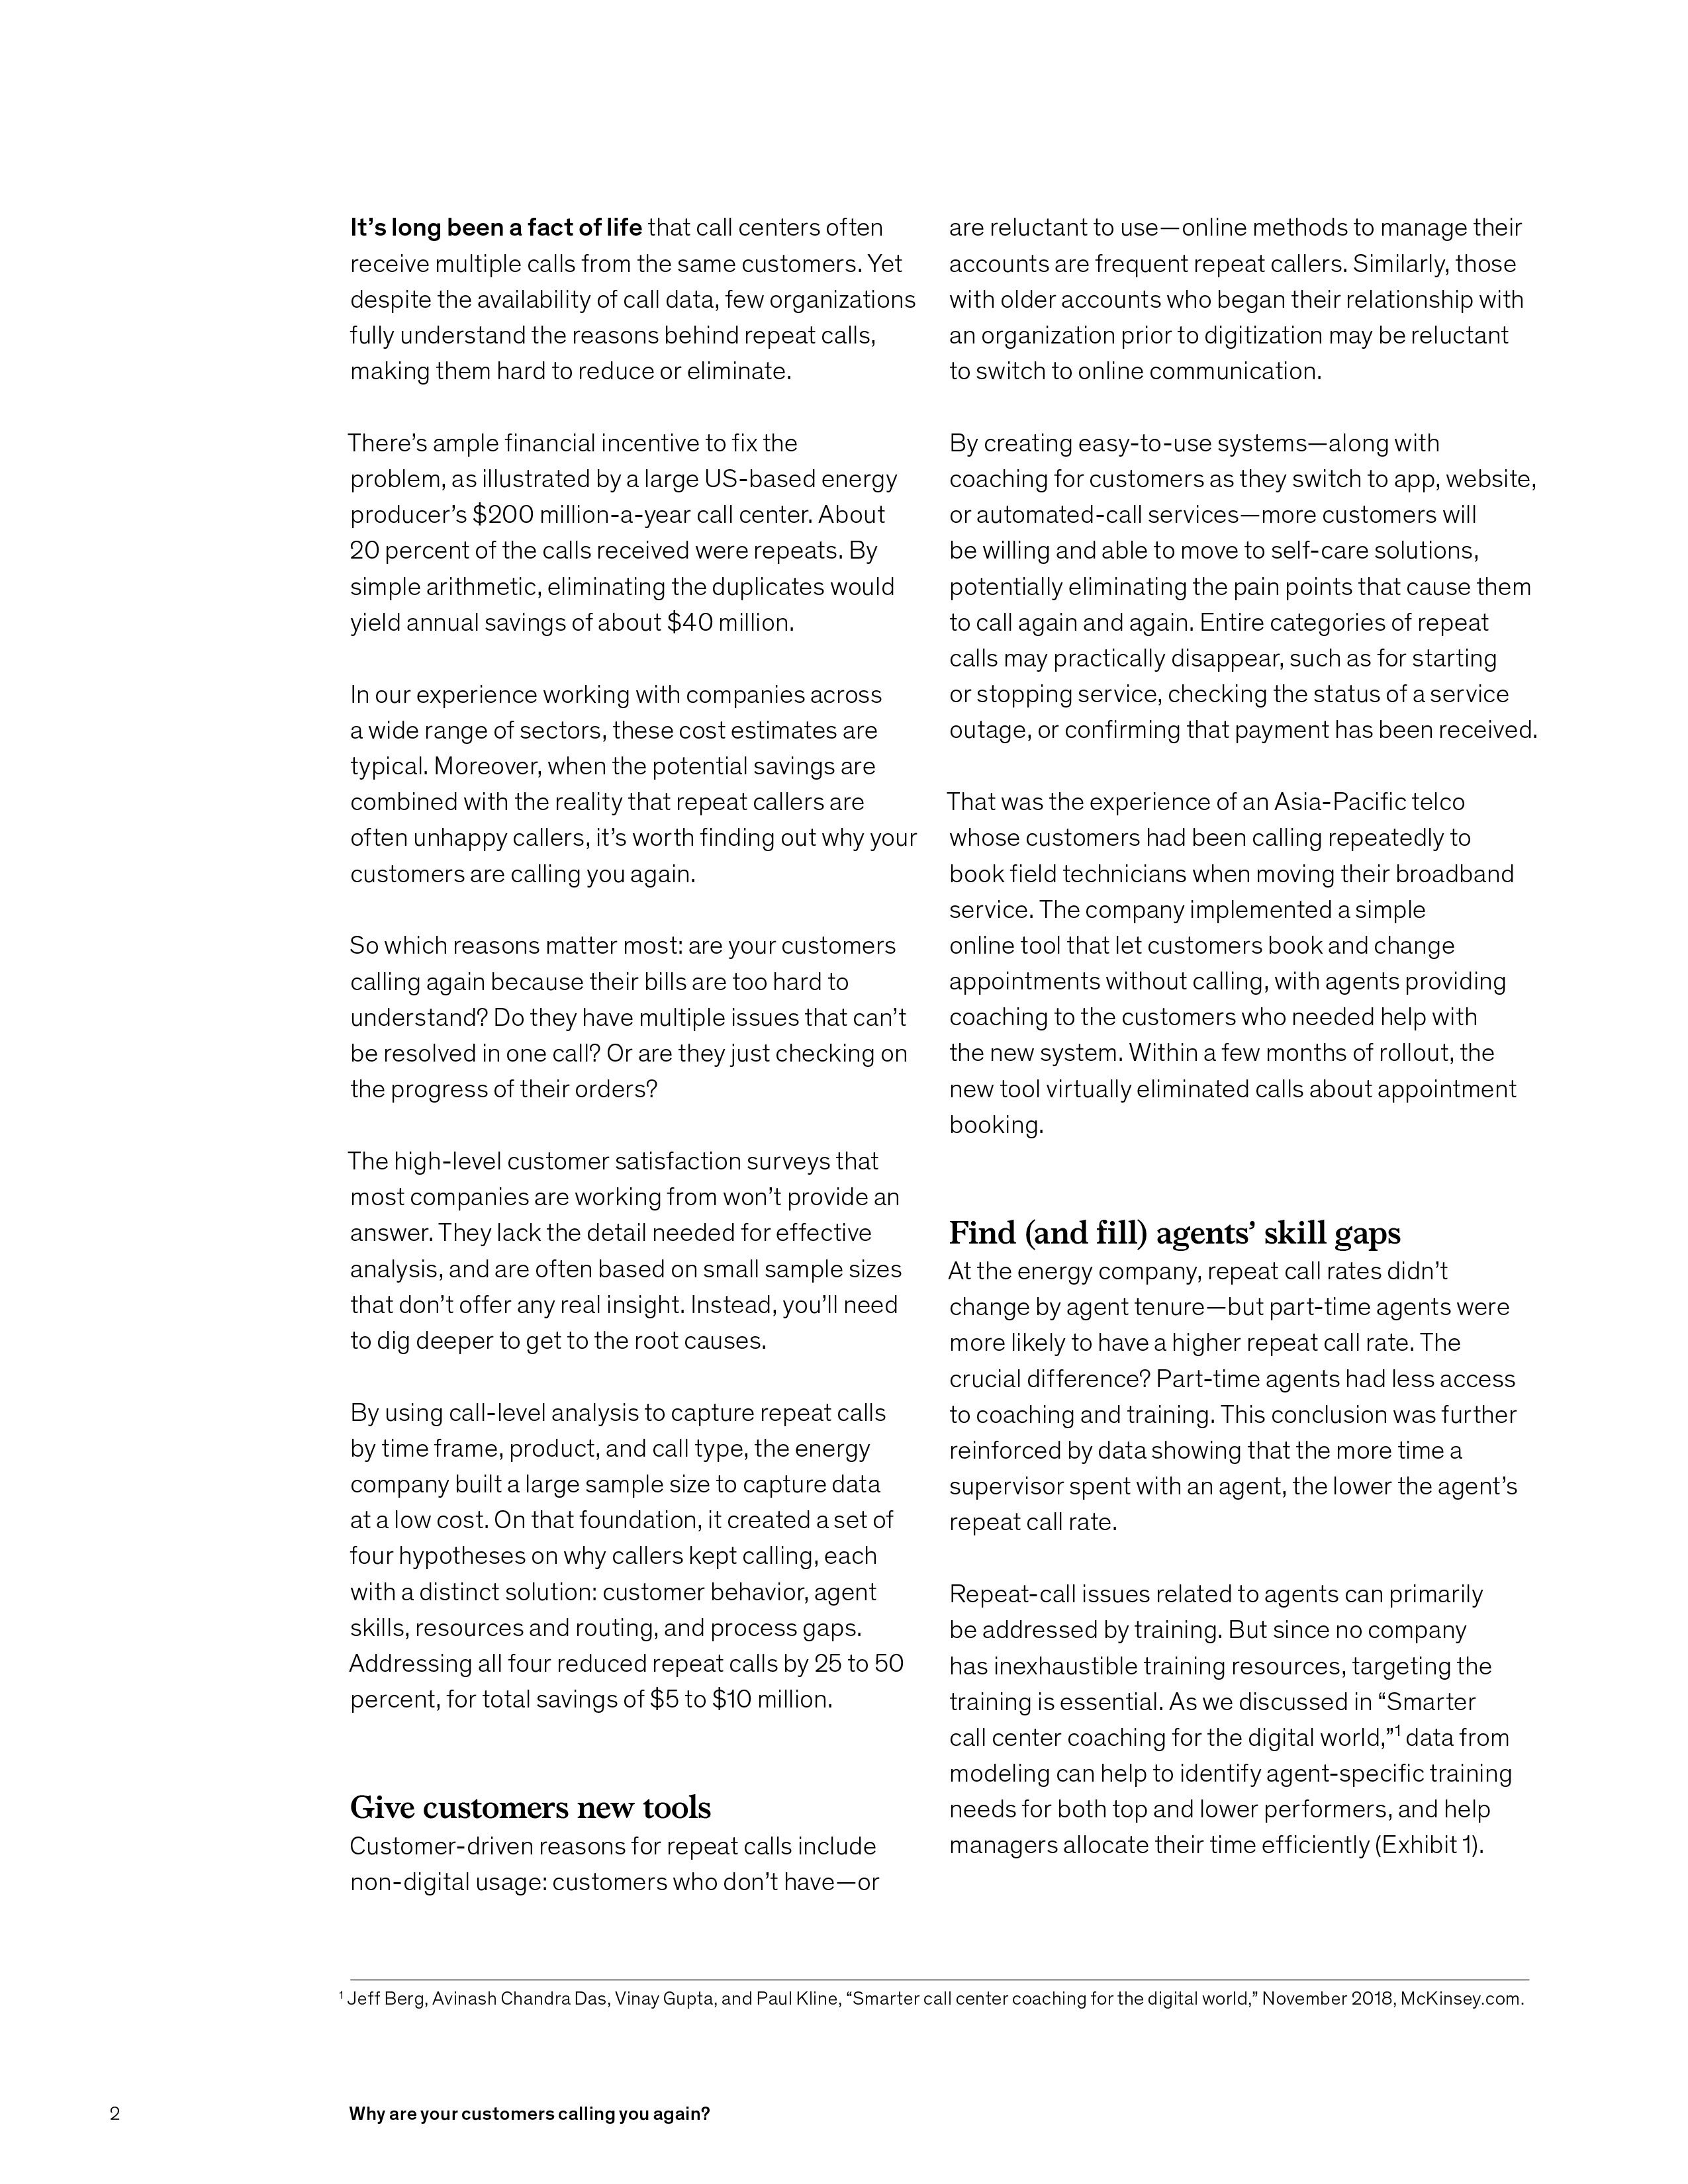 It’s long been a fact of life that call centers often
receive multiple calls from the same customers. Yet
despite the availability of call data, few organizations
fully understand the reasons behind repeat calls,
making them hard to reduce or eliminate.
There’s ample financial incentive to fix the
problem, as illustrated by a large US-based energy
producer’s $200 million-a-year call center. About
20 percent of the calls received were repeats. By
simple arithmetic, eliminating the duplicates would
yield annual savings of about $40 million.
In our experience working with companies across
a wide range of sectors, these cost estimates are
typical. Moreover, when the potential savings are
combined with the reality that repeat callers are
often unhappy callers, it’s worth finding out why your
customers are calling you again.
So which reasons matter most: are your customers
calling again because their bills are too hard to
understand? Do they have multiple issues that can’t
be resolved in one call? Or are they just checking on
the progress of their orders?
The high-level customer satisfaction surveys that
most companies are working from won’t provide an
answer. They lack the detail needed for effective
analysis, and are often based on small sample sizes
that don’t offer any real insight. Instead, you’ll need
to dig deeper to get to the root causes.
By using call-level analysis to capture repeat calls
by time frame, product, and call type, the energy
company built a large sample size to capture data
at a low cost. On that foundation, it created a set of
four hypotheses on why callers kept calling, each
with a distinct solution: customer behavior, agent
skills, resources and routing, and process gaps.
Addressing all four reduced repeat calls by 25 to 50
percent, for total savings of $5 to $10 million.
Give customers new tools
Customer-driven reasons for repeat calls include
non-digital usage: customers who don’t have—or
are reluctant to use—online methods to manage their
accounts are frequent repeat callers. Similarly, those
with older accounts who began their relationship with
an organization prior to digitization may be reluctant
to switch to online communication.
By creating easy-to-use systems—along with
coaching for customers as they switch to app, website,
or automated-call services—more customers will
be willing and able to move to self-care solutions,
potentially eliminating the pain points that cause them
to call again and again. Entire categories of repeat
calls may practically disappear, such as for starting
or stopping service, checking the status of a service
outage, or confirming that payment has been received.
That was the experience of an Asia-Pacific telco
whose customers had been calling repeatedly to
book field technicians when moving their broadband
service. The company implemented a simple
online tool that let customers book and change
appointments without calling, with agents providing
coaching to the customers who needed help with
the new system. Within a few months of rollout, the
new tool virtually eliminated calls about appointment
booking.
Find (and fill) agents’ skill gaps
At the energy company, repeat call rates didn’t
change by agent tenure—but part-time agents were
more likely to have a higher repeat call rate. The
crucial difference? Part-time agents had less access
to coaching and training. This conclusion was further
reinforced by data showing that the more time a
supervisor spent with an agent, the lower the agent’s
repeat call rate.
Repeat-call issues related to agents can primarily
be addressed by training. But since no company
has inexhaustible training resources, targeting the
training is essential. As we discussed in “Smarter
call center coaching for the digital world,”¹ data from
modeling can help to identify agent-specific training
needs for both top and lower performers, and help
managers allocate their time efficiently (Exhibit 1).
¹ Jeff Berg, Avinash Chandra Das, Vinay Gupta, and Paul Kline, “Smarter call center coaching for the digital world,” November 2018, McKinsey.com.
2 Why are your customers calling you again?